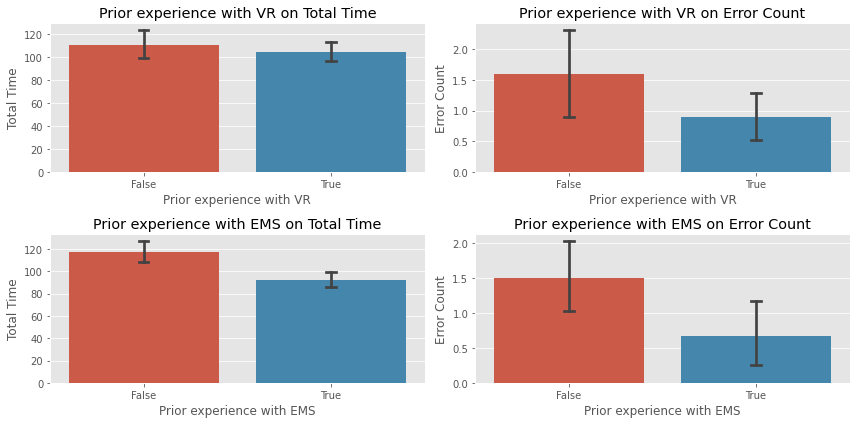 Prior experience with VR on Total Time
Total Time
120
100
80
60
40
20
0
False
True
Prior experience with VR
Prior experience with VR on Error Count
Error Count
2.0
1.5
1.0
0.5
0.0
False
True
Prior experience with VR
Prior experience with EMS on Total Time
Total Time
120
100
80
60
40
20
0
False
True
Prior experience with EMS
Prior experience with EMS on Error Count
Error Count
2.0
1.5
1.0
0.5
0.0
False
True
Prior experience with EMS